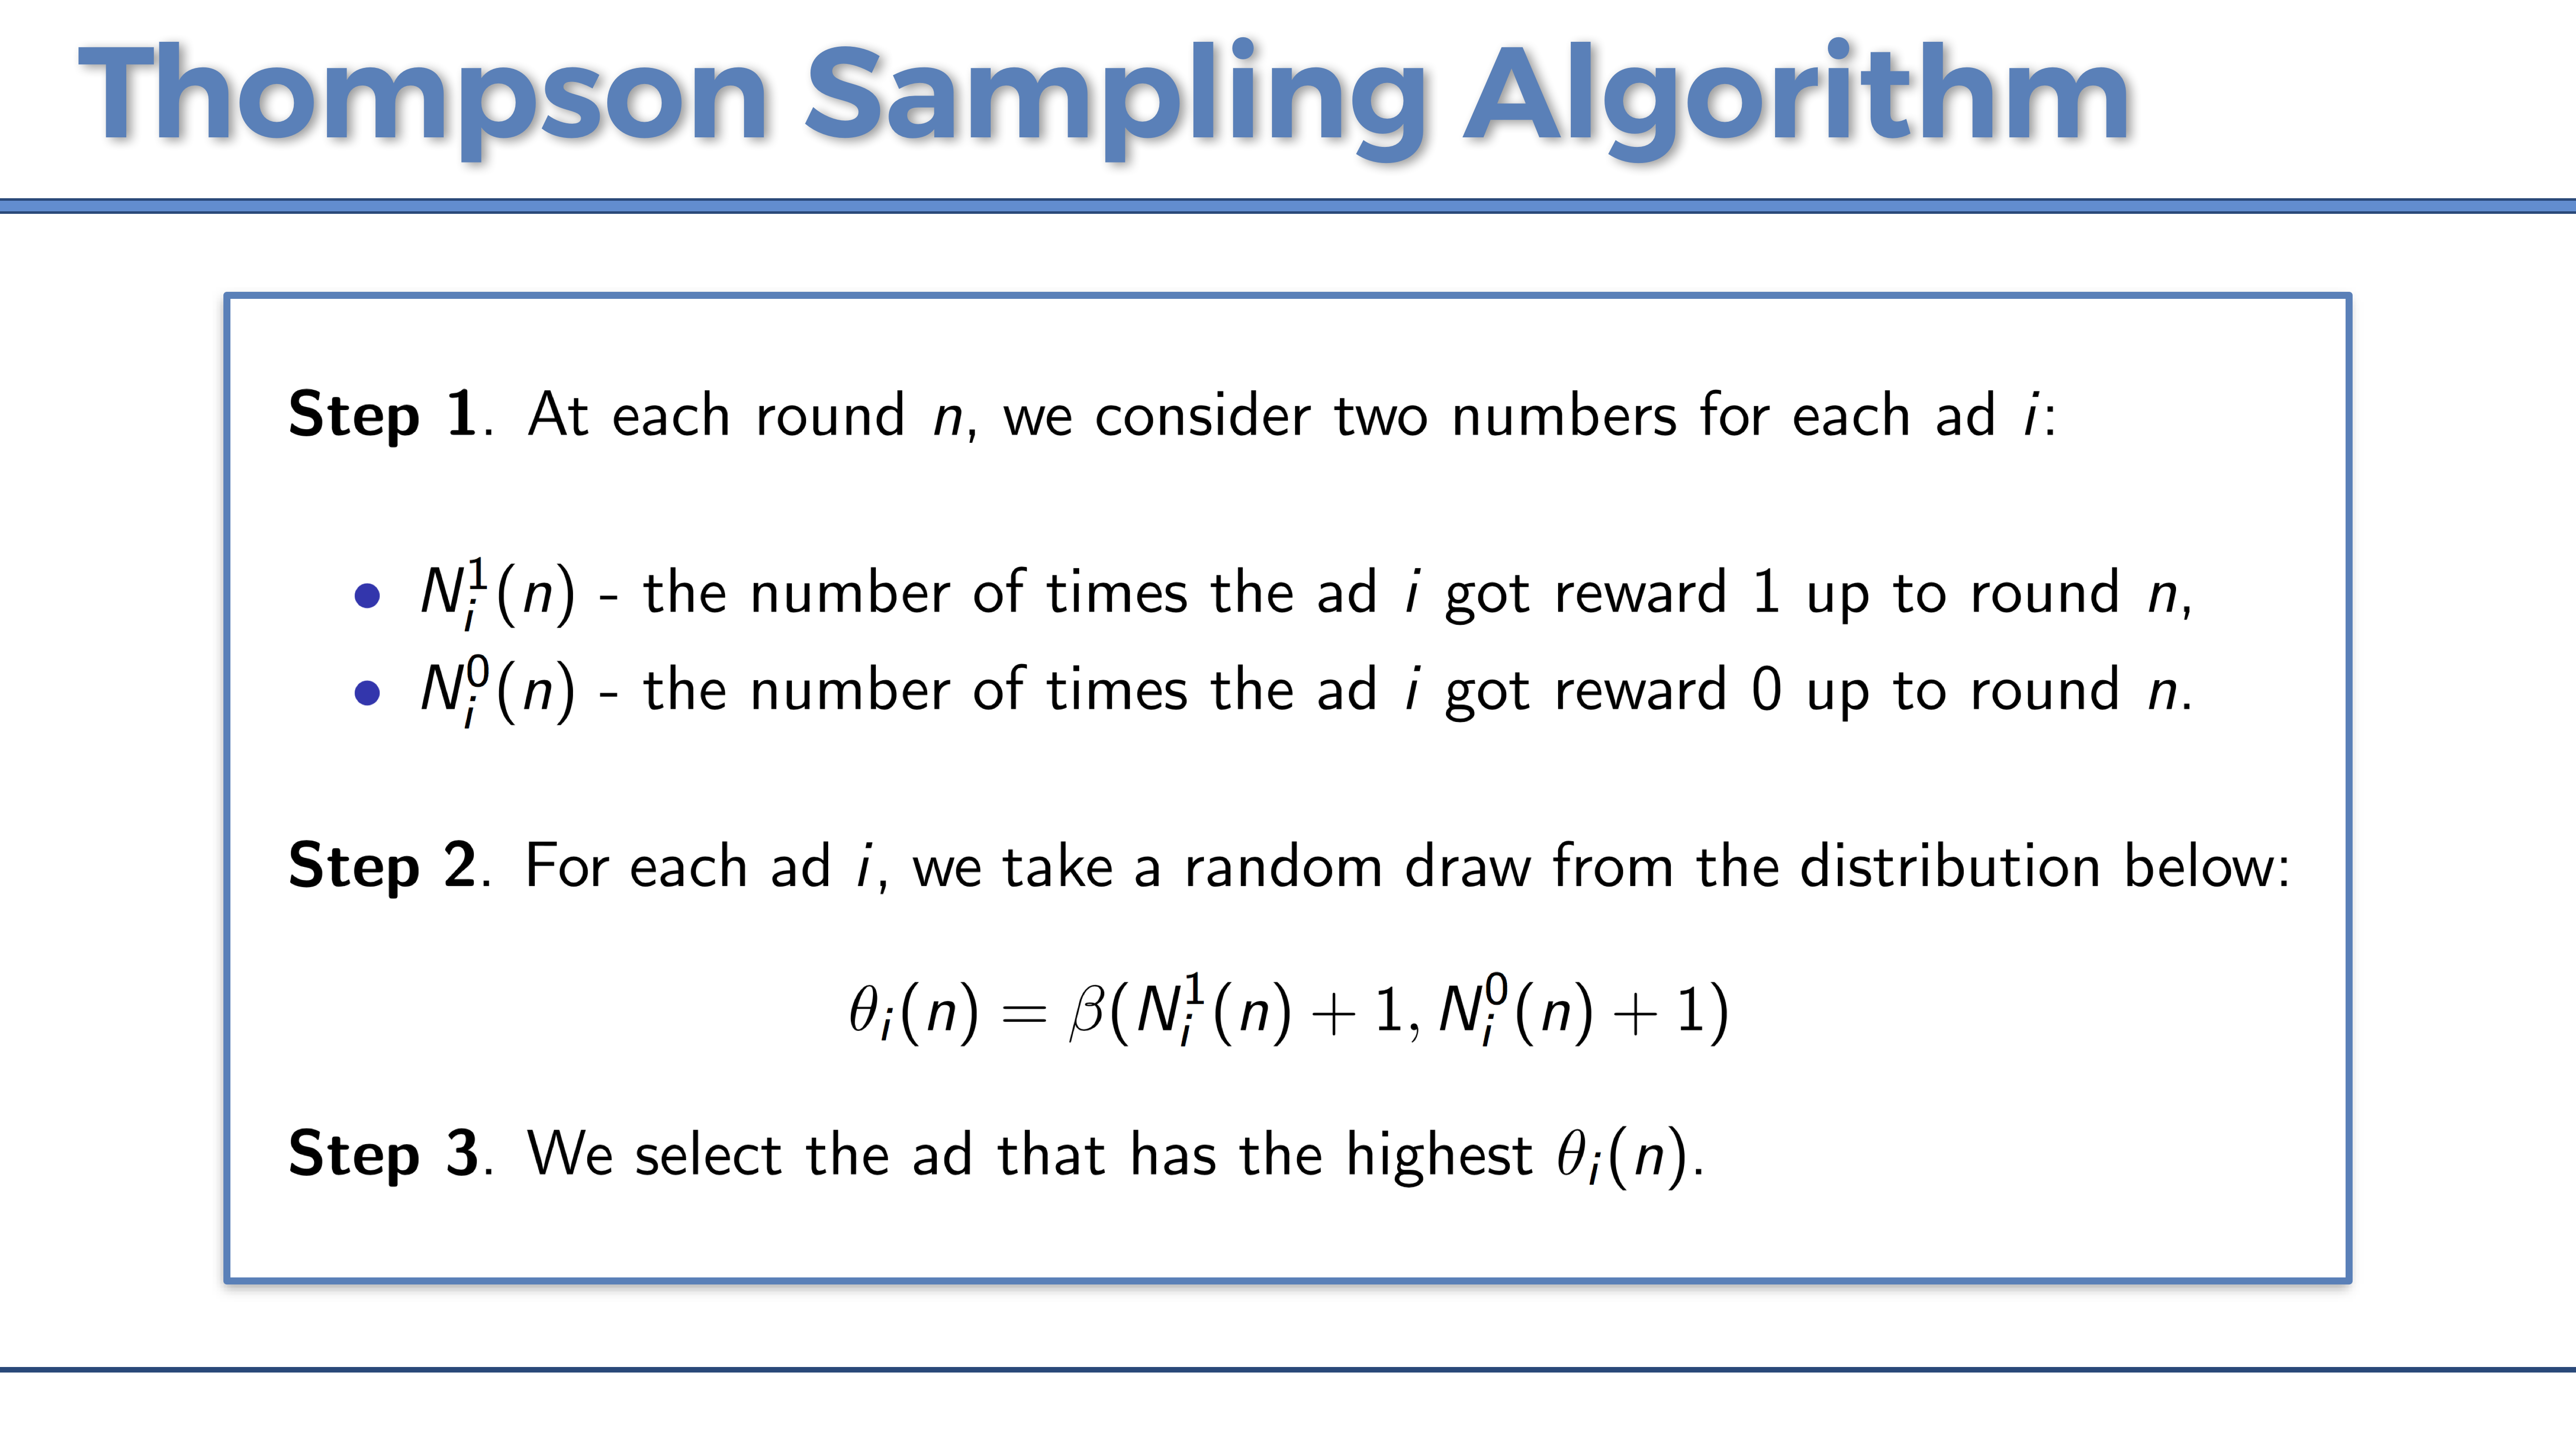 Thompson Sampling Algorithm
Step 1. At each round n, we consider two numbers for each ad i:
• N_i^1(n) - the number of times the ad i got reward 1 up to round n,
• N_i^0(n) - the number of times the ad i got reward 0 up to round n.
Step 2. For each ad i, we take a random draw from the distribution below:
θ_i(n) = β(N_i^1(n) + 1, N_i^0(n) + 1)
Step 3. We select the ad that has the highest θ_i(n).